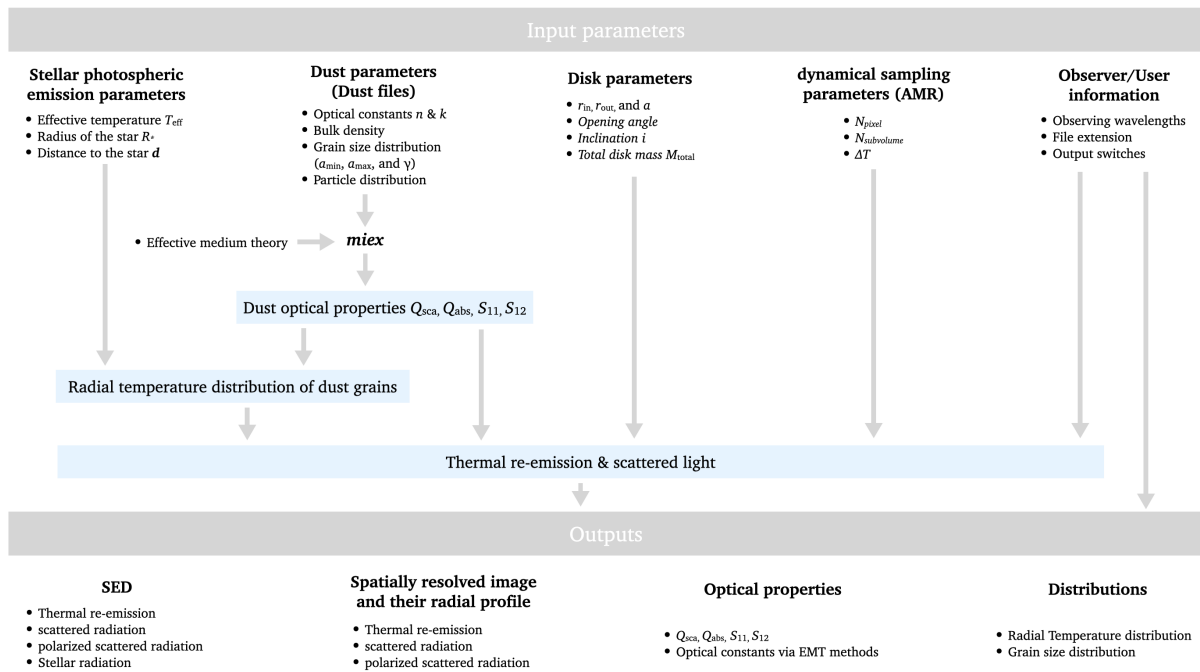 Input parameters
Stellar photospheric
emission parameters
• Effective temperature Teff
• Radius of the star R*
• Distance to the star d
Dust parameters
(Dust files)
• Optical constants n & k
• Bulk density
• Grain size distribution
(amin, amax, and γ)
• Particle distribution
Disk parameters
• rin, rout, and a
• Opening angle
• Inclination i
• Total disk mass Mtotal
dynamical sampling
parameters (AMR)
• Npixel
• Nsubvolume
• ΔT
Observer/User
information
• Observing wavelengths
• File extension
• Output switches
• Effective medium theory
miex
Dust optical properties Qsca, Qabs, S11, S12
Radial temperature distribution of dust grains
Thermal re-emission & scattered light
Outputs
SED
• Thermal re-emission
• scattered radiation
• polarized scattered radiation
• Stellar radiation
Spatially resolved image
and their radial profile
• Thermal re-emission
• scattered radiation
• polarized scattered radiation
Optical properties
• Qsca, Qabs, S11, S12
• Optical constants via EMT methods
Distributions
• Radial Temperature distribution
• Grain size distribution